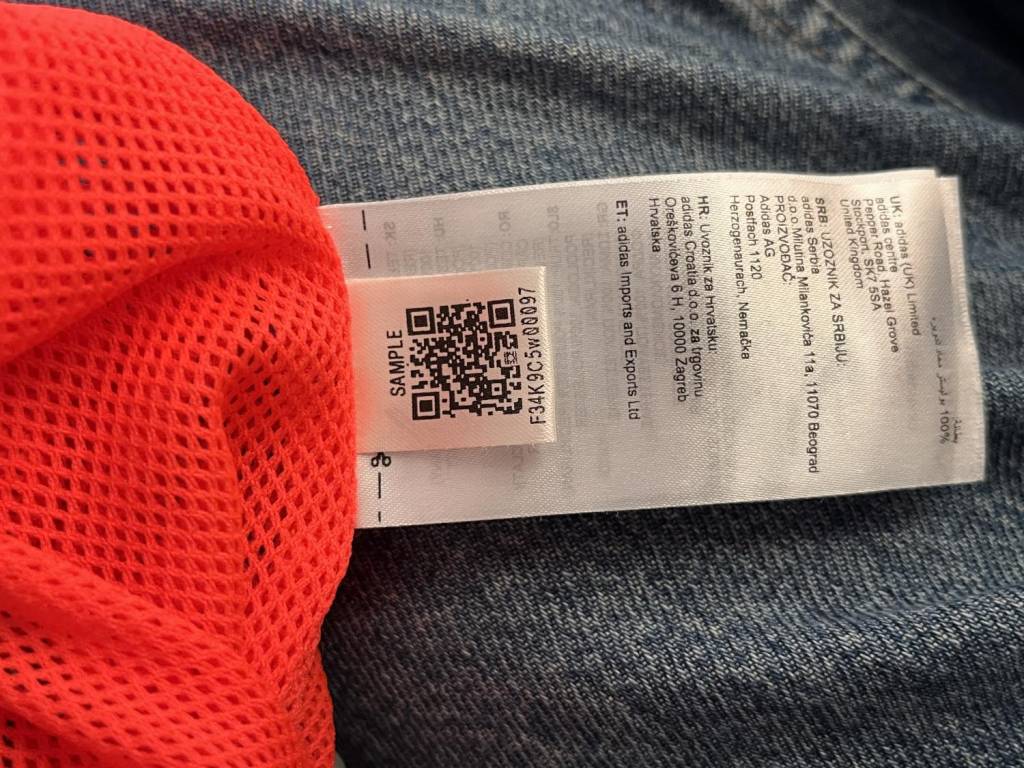 SAMPLE
F34K9C5w00097
UK: adidas (UK) Limited
adidas centre
Pepper Road, Hazel Grove
Stockport, SK7 5SA
United Kingdom
SRB: UZOZNIK ZA SRBIJU:
adidas Serbia
d.o.o. Milutina Milankovića 11a, 11070 Beograd
PROIZVOĐAČ:
Adidas AG
Postfach 1120
Herzogenaurach, Nemačka
HR: Uvoznik za Hrvatsku:
adidas Croatia d.o.o. za trgovinu
Oreškovićeva 6 H, 10000 Zagreb
Hrvatska
ET: adidas Imports and Exports Ltd